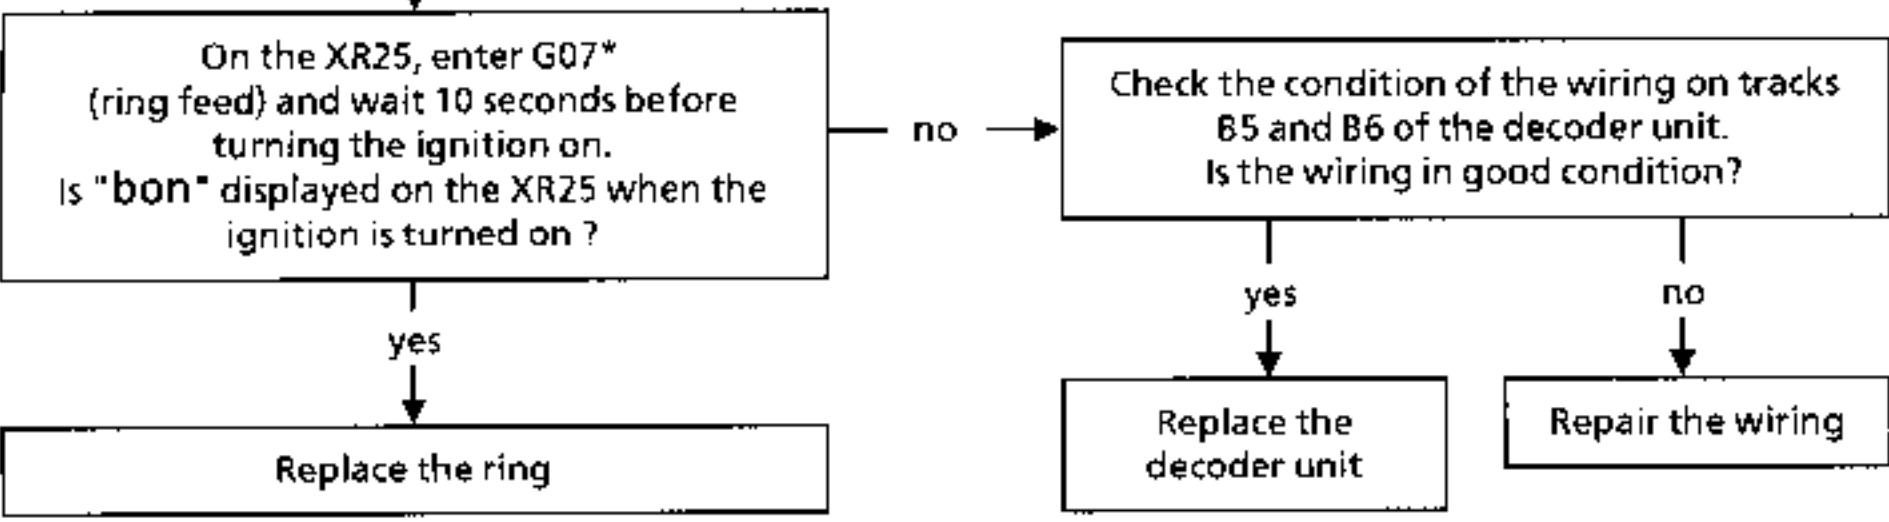 On the XR25, enter G07*
(ring feed) and wait 10 seconds before
turning the ignition on.
Is "bon" displayed on the XR25 when the
ignition is turned on ?
no
Check the condition of the wiring on tracks
B5 and B6 of the decoder unit.
Is the wiring in good condition?
yes
Replace the ring
yes
no
Replace the
decoder unit
Repair the wiring